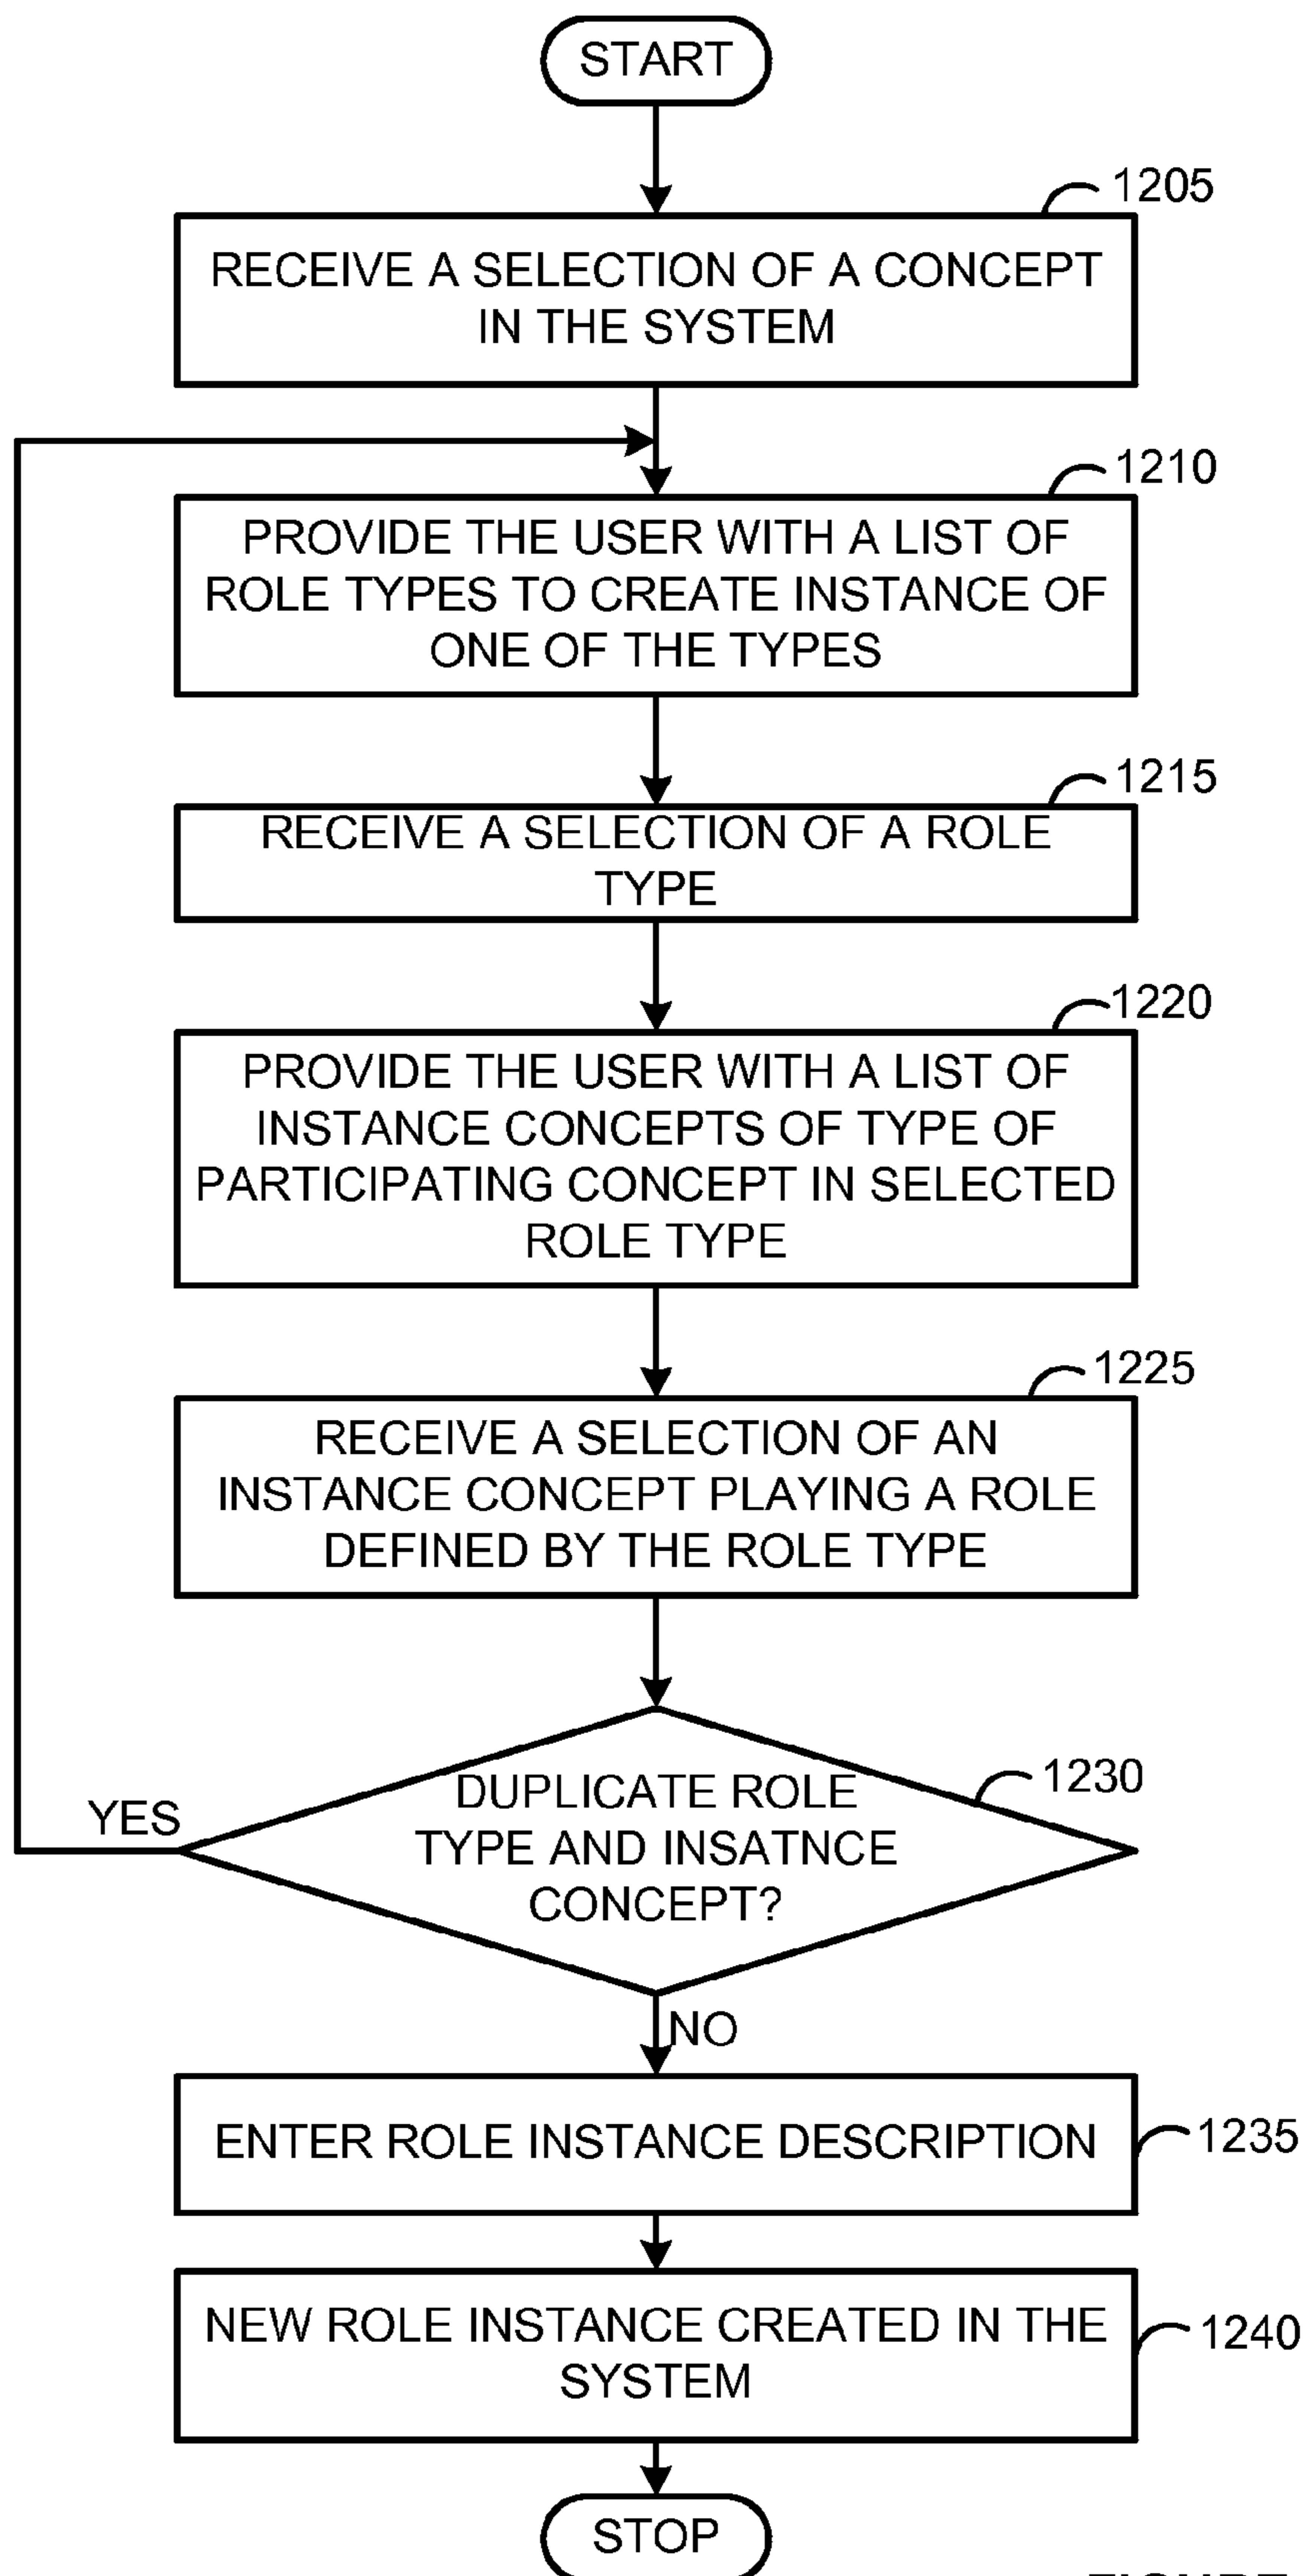 START
1205
RECEIVE A SELECTION OF A CONCEPT
IN THE SYSTEM
1210
PROVIDE THE USER WITH A LIST OF
ROLE TYPES TO CREATE INSTANCE OF
ONE OF THE TYPES
1215
RECEIVE A SELECTION OF A ROLE
TYPE
1220
PROVIDE THE USER WITH A LIST OF
INSTANCE CONCEPTS OF TYPE OF
PARTICIPATING CONCEPT IN SELECTED
ROLE TYPE
1225
RECEIVE A SELECTION OF AN
INSTANCE CONCEPT PLAYING A ROLE
DEFINED BY THE ROLE TYPE
1230
YES
DUPLICATE ROLE
TYPE AND INSATNCE
CONCEPT?
NO
ENTER ROLE INSTANCE DESCRIPTION
1235
NEW ROLE INSTANCE CREATED IN THE
SYSTEM
1240
STOP